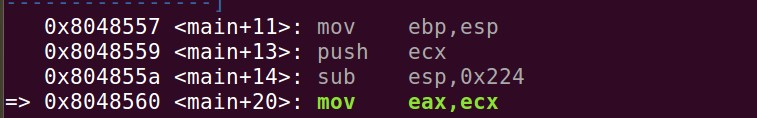 ----------------]
0x8048557 <main+11>: mov ebp,esp
0x8048559 <main+13>: push ecx
0x804855a <main+14>: sub esp,0x224
=> 0x8048560 <main+20>: mov eax,ecx